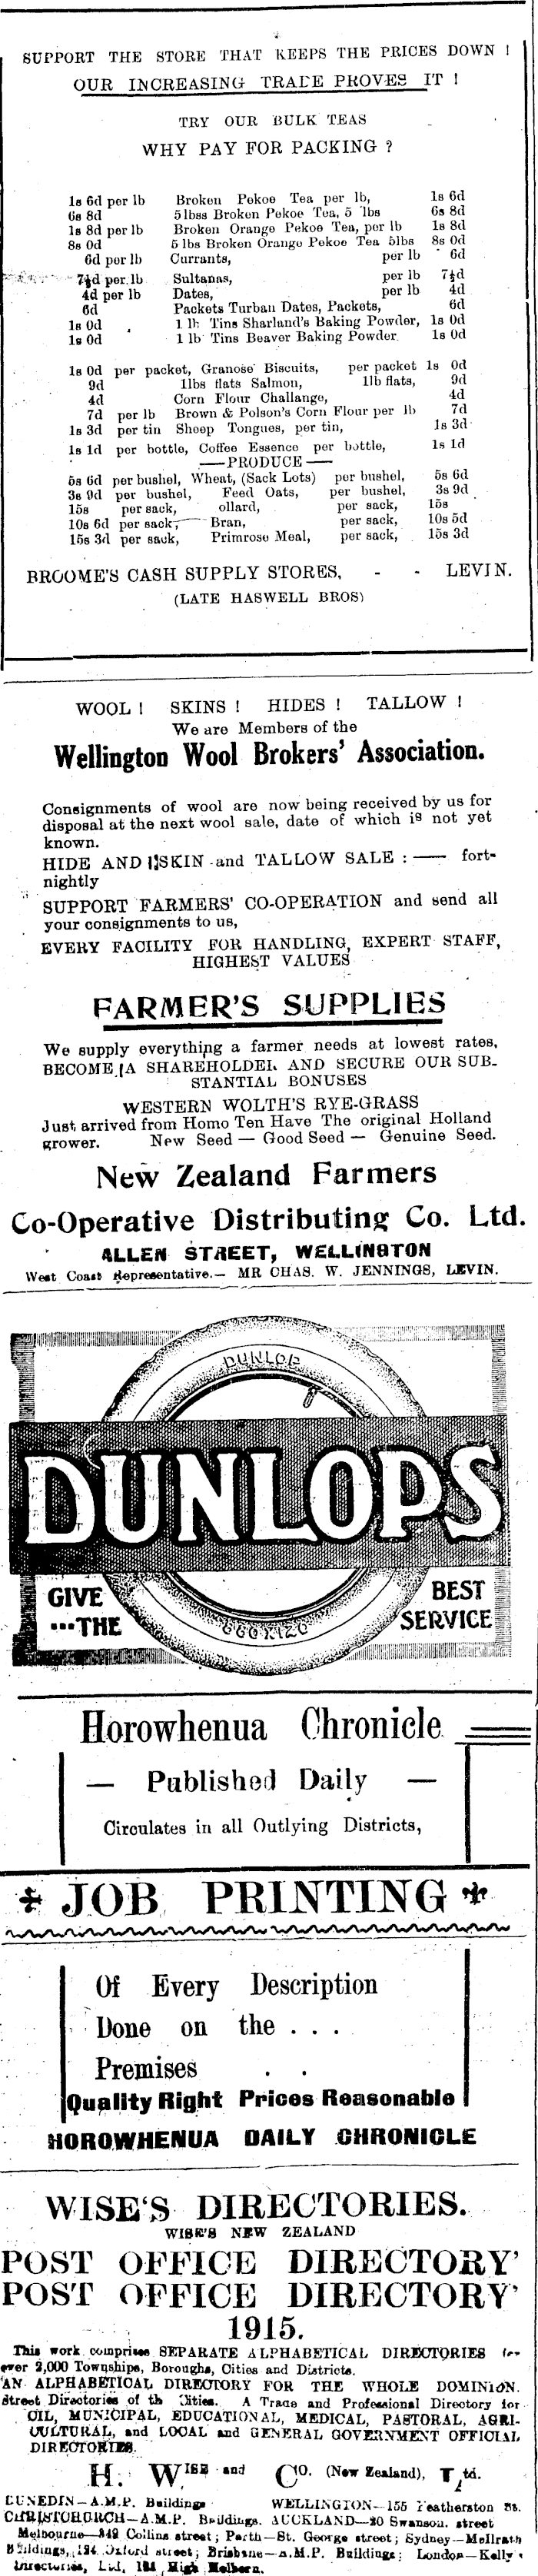 SUPPORT THE STORE THAT KEEPS THE PRICES DOWN !
OUR INCREASING TRADE PROVES IT !
TRY OUR BULK TEAS
WHY PAY FOR PACKING ?
1s 6d per lb Broken Pekoe Tea per lb, 1s 6d
6s 8d 5lbss Broken Pekoe Tea, 5 lbs 6s 8d
1s 8d per lb Broken Orange Pekoe Tea, per lb 1s 8d
8s 0d 5 lbs Broken Orange Pekoe Tea 5lbs 8s 0d
6d per lb Currants, per lb 6d
7½d per lb Sultanas, per lb 7½d
4d per lb Dates, per lb 4d
6d Packets Turban Dates, Packets, 6d
1s 0d 1 lb Tins Sharland's Baking Powder, 1s 0d
1s 0d 1 lb Tins Beaver Baking Powder 1s 0d
1s 0d per packet, Granose Biscuits, per packet 1s 0d
9d 1lbs flats Salmon, 1lb flats, 9d
4d Corn Flour Challange, 4d
7d per lb Brown & Polson's Corn Flour per lb 7d
1s 3d per tin Sheep Tongues, per tin, 1s 3d
1s 1d per bottle, Coffee Essence per bottle, 1s 1d
—PRODUCE—
5s 6d per bushel, Wheat, (Sack Lots) per bushel, 5s 6d
3s 9d per bushel, Feed Oats, per bushel, 3s 9d
15s per sack, ollard, per sack, 15s
10s 6d per sack, Bran, per sack, 10s 5d
15s 3d per sack, Primrose Meal, per sack, 15s 3d
BROOME'S CASH SUPPLY STORES, - - LEVIN.
(LATE HASWELL BROS)
WOOL ! SKINS ! HIDES ! TALLOW !
We are Members of the
Wellington Wool Brokers' Association.
Consignments of wool are now being received by us for
disposal at the next wool sale, date of which is not yet
known.
HIDE AND SKIN and TALLOW SALE : — fort-
nightly
SUPPORT FARMERS' CO-OPERATION and send all
your consignments to us,
EVERY FACILITY FOR HANDLING, EXPERT STAFF,
HIGHEST VALUES
FARMER'S SUPPLIES
We supply everything a farmer needs at lowest rates,
BECOME A SHAREHOLDER AND SECURE OUR SUB-
STANTIAL BONUSES
WESTERN WOLTH'S RYE-GRASS
Just arrived from Homo Ten Have The original Holland
grower. New Seed — Good Seed — Genuine Seed.
New Zealand Farmers
Co-Operative Distributing Co. Ltd.
ALLEN STREET, WELLINGTON
West Coast Representative.— MR CHAS. W. JENNINGS, LEVIN.
DUNLOP
DUNLOPS
GIVE BEST
...THE SERVICE
Horowhenua Chronicle
— Published Daily —
Circulates in all Outlying Districts,
JOB PRINTING
Of Every Description
Done on the . . .
Premises . .
Quality Right Prices Reasonable
HOROWHENUA DAILY CHRONICLE
WISE'S DIRECTORIES.
WISE'S NEW ZEALAND
POST OFFICE DIRECTORY'
POST OFFICE DIRECTORY'
1915.
This work comprises SEPARATE ALPHABETICAL DIRECTORIES for
over 2,000 Townships, Boroughs, Cities and Districts.
AN ALPHABETICAL DIRECTORY FOR THE WHOLE DOMINION.
Street Directories of th Cities. A Trade and Professional Directory for
OIL, MUNICIPAL, EDUCATIONAL, MEDICAL, PASTORAL, AGRI-
CULTURAL, and LOCAL and GENERAL GOVERNMENT OFFICIAL
DIRECTORIES.
H. WISE and CO. (New Zealand), Ltd.
DUNEDIN—A.M.P. Buildings WELLINGTON—155 Featherston St.
CHRISTCHURCH—A.M.P. Buildings. AUCKLAND—20 Swanson street
Melbourne—349 Collins street; Perth—St. George street; Sydney—McIlrath
Buildings, 194 Oxford street; Brisbane—A.M.P. Buildings; London—Kelly's
Directories, Ltd, 184 High Holborn.